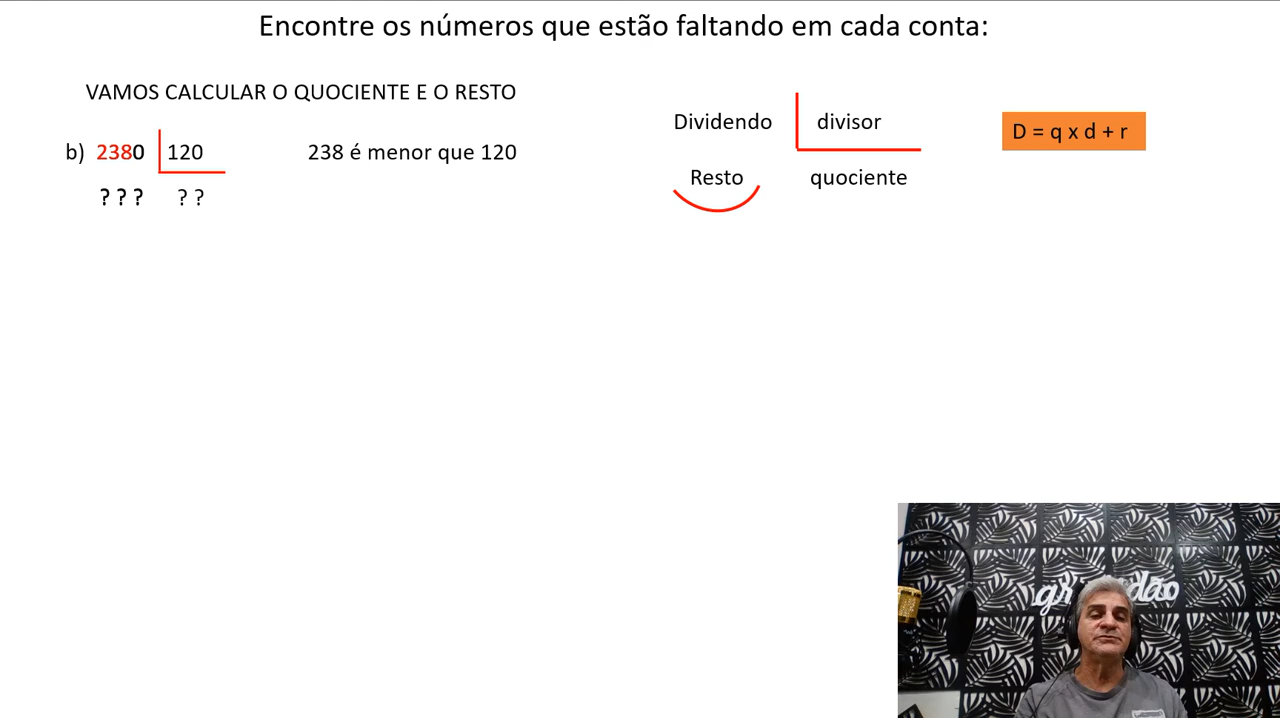 Encontre os números que estão faltando em cada conta:
VAMOS CALCULAR O QUOCIENTE E O RESTO
b) 2380 120 238 é menor que 120
? ? ? ? ?
Dividendo divisor
Resto quociente
D = q x d + r